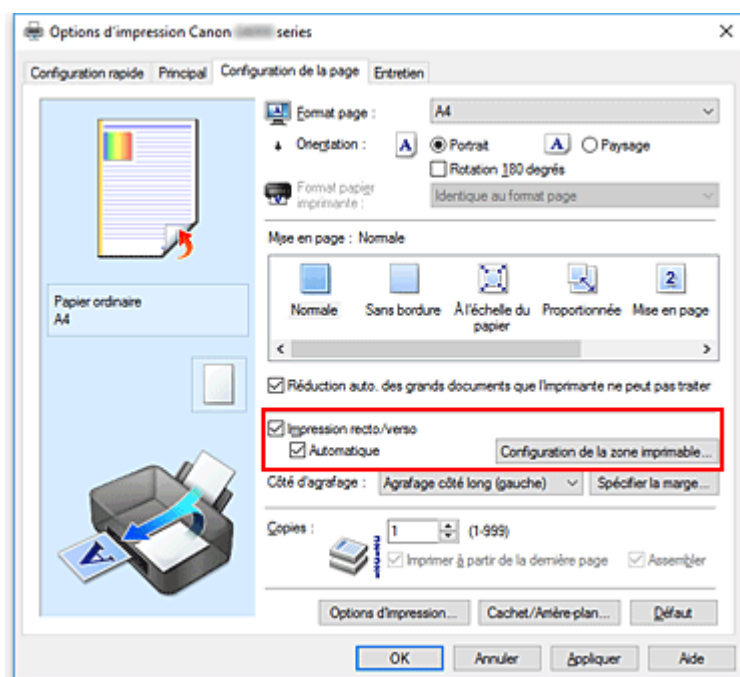 Options d'impression Canon series
Configuration rapide Principal Configuration de la page Entretien
Format page : A4
Orientation : A Portrait A Paysage
Rotation 180 degrés
Format papier imprimante : Identique au format page
Mise en page : Normale
Normale Sans bordure À l'échelle du papier Proportionnée Mise en page
Papier ordinaire
A4
Réduction auto. des grands documents que l'imprimante ne peut pas traiter
Impression recto/verso
Automatique Configuration de la zone imprimable...
Côté d'agrafage : Agrafage côté long (gauche) Spécifier la marge...
Copies : 1 (1-999)
Imprimer à partir de la dernière page Assembler
Options d'impression... Cachet/Arrière-plan... Défaut
OK Annuler Appliquer Aide